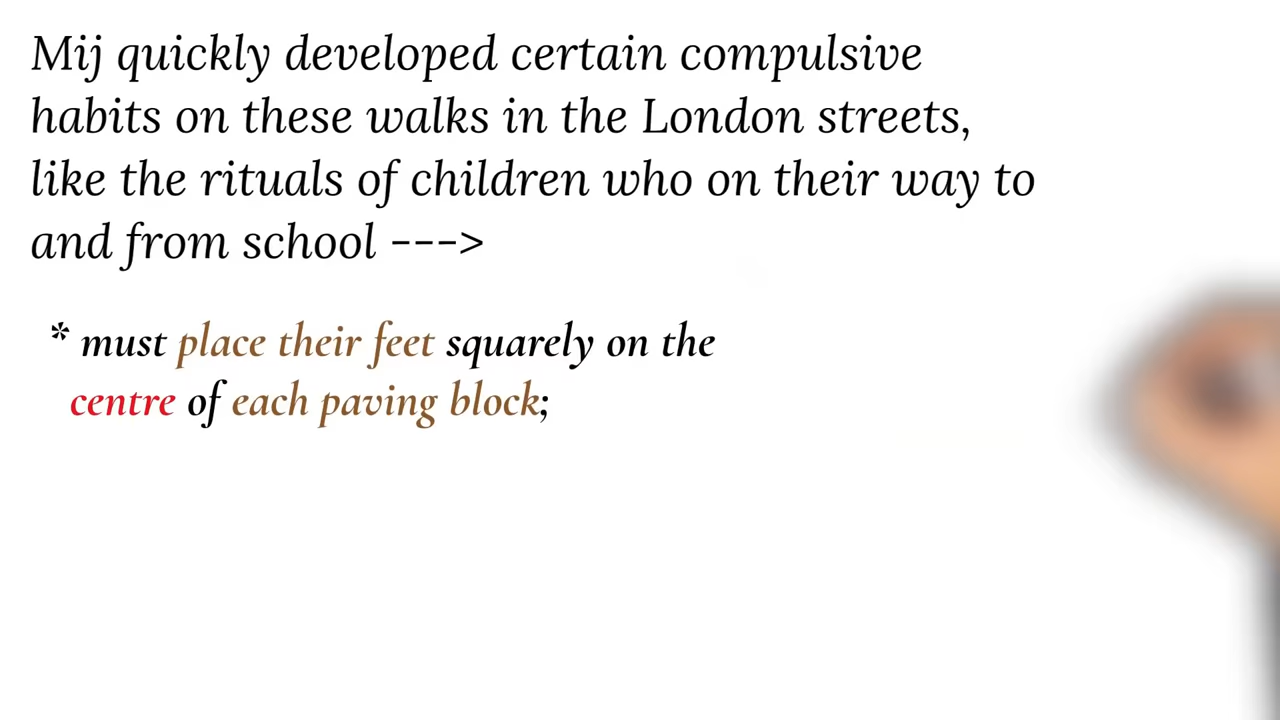 Mij quickly developed certain compulsive
habits on these walks in the London streets,
like the rituals of children who on their way to
and from school --->
* must place their feet squarely on the
centre of each paving block;